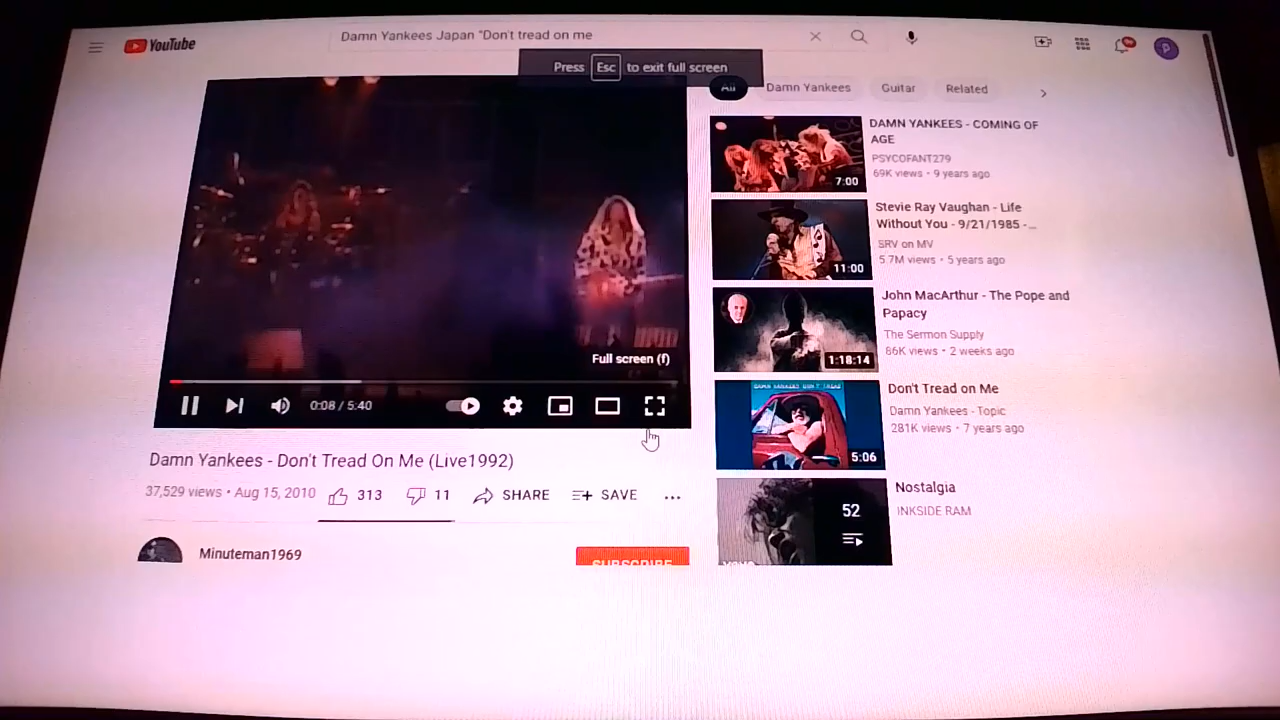 YouTube
Damn Yankees Japan "Don't tread on me
Press Esc to exit full screen
All
Damn Yankees
Guitar
Related
Full screen (f)
0:08 / 5:40
Damn Yankees - Don't Tread On Me (Live1992)
37,529 views • Aug 15, 2010
313
11
SHARE
SAVE
Minuteman1969
SUBSCRIBE
7:00
DAMN YANKEES - COMING OF
AGE
PSYCOFANT279
69K views • 9 years ago
11:00
Stevie Ray Vaughan - Life
Without You - 9/21/1985 -...
SRV on MV
5.7M views • 5 years ago
1:18:14
John MacArthur - The Pope and
Papacy
The Sermon Supply
86K views • 2 weeks ago
DAMN YANKEES DON'T TREAD
5:06
Don't Tread on Me
Damn Yankees - Topic
281K views • 7 years ago
52
Nostalgia
INKSIDE RAM
P